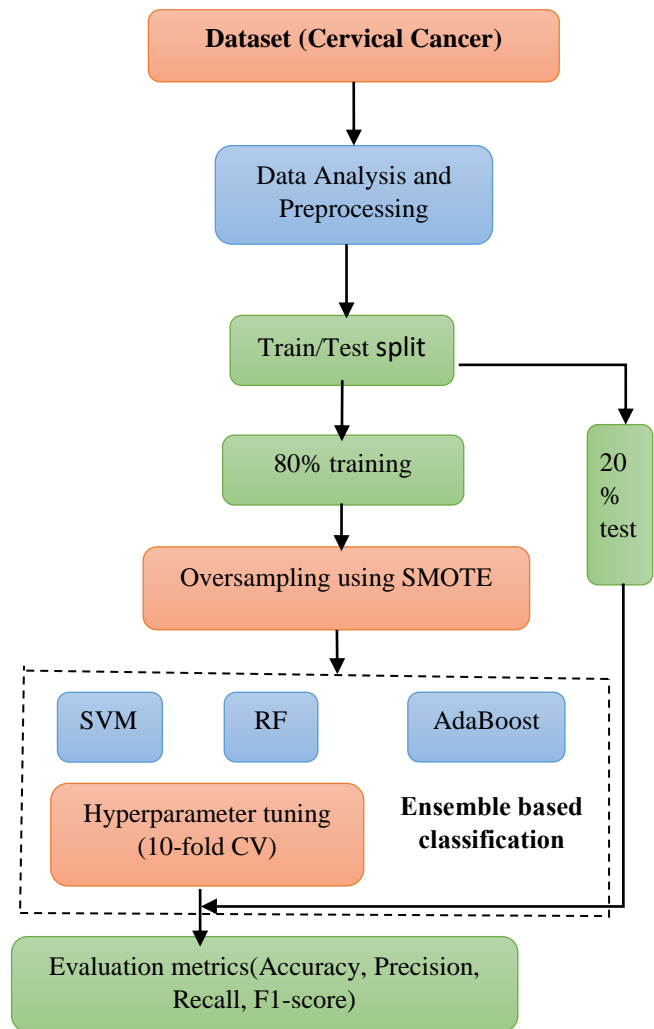 Dataset (Cervical Cancer)
Data Analysis and
Preprocessing
Train/Test split
80% training
20
%
test
Oversampling using SMOTE
SVM
RF
AdaBoost
Hyperparameter tuning
(10-fold CV)
Ensemble based
classification
Evaluation metrics(Accuracy, Precision,
Recall, F1-score)